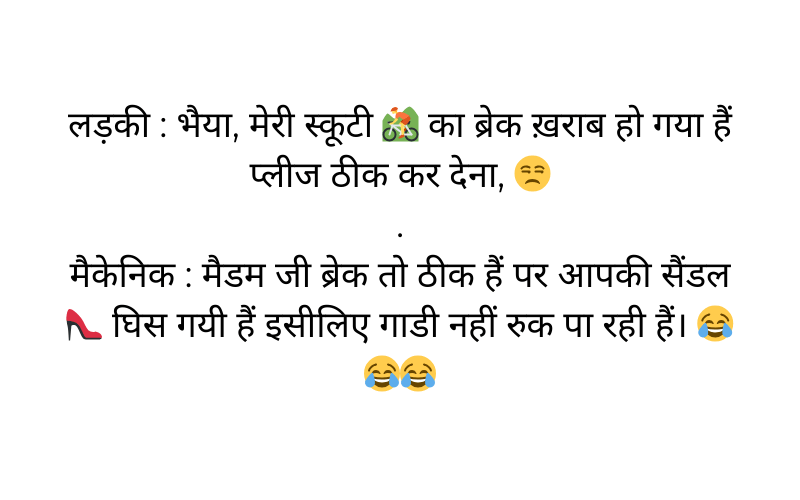 लड़की : भैया, मेरी स्कूटी 🚵 का ब्रेक ख़राब हो गया हैं
प्लीज ठीक कर देना, 😒
.
मैकेनिक : मैडम जी ब्रेक तो ठीक हैं पर आपकी सैंडल
👠 घिस गयी हैं इसीलिए गाडी नहीं रुक पा रही हैं। 😂
😂😂